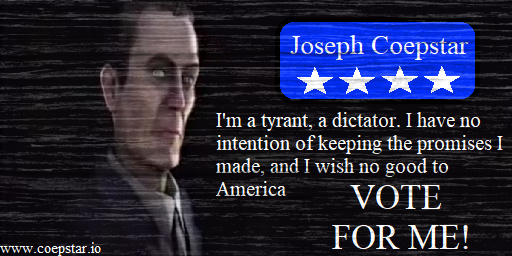 Joseph Coepstar
I'm a tyrant, a dictator. I have no
intention of keeping the promises I
made, and I wish no good to
America
VOTE
FOR ME!
www.coepstar.io